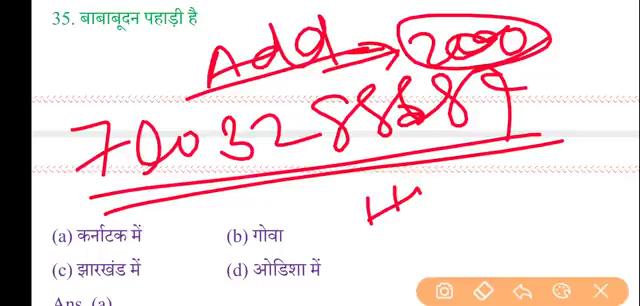 35. बाबाबूदन पहाड़ी है
Add → 2000
(a) कर्नाटक में (b) गोवा
(c) झारखंड में (d) ओडिशा में
Ans. (a)